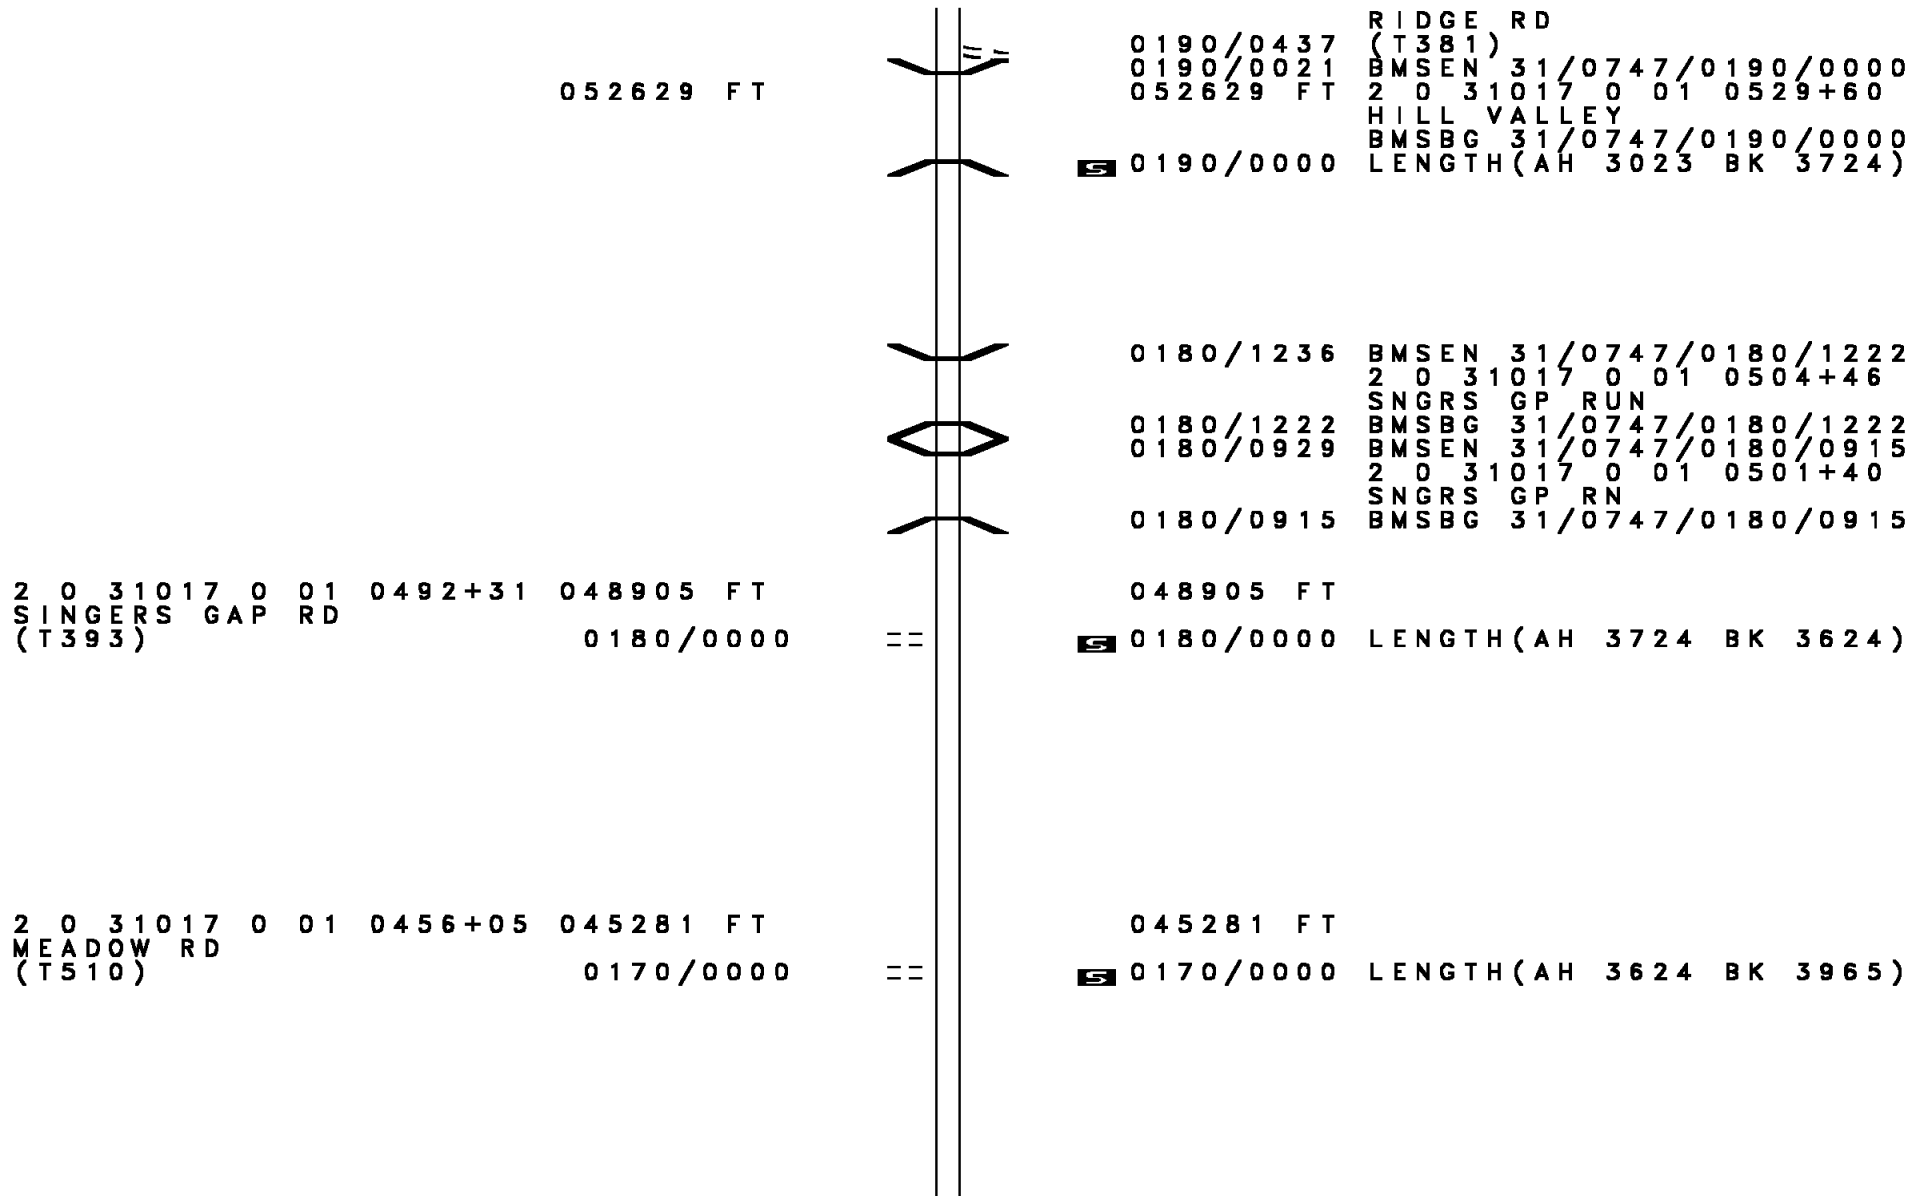 RIDGE RD
0190/0437 (T381)
0190/0021 BMSEN 31/0747/0190/0000
052629 FT 052629 FT 2 0 31017 0 01 0529+60
HILL VALLEY
BMSBG 31/0747/0190/0000
S 0190/0000 LENGTH(AH 3023 BK 3724)
0180/1236 BMSEN 31/0747/0180/1222
2 0 31017 0 01 0504+46
SNGRS GP RUN
0180/1222 BMSBG 31/0747/0180/1222
0180/0929 BMSEN 31/0747/0180/0915
2 0 31017 0 01 0501+40
SNGRS GP RN
0180/0915 BMSBG 31/0747/0180/0915
2 0 31017 0 01 0492+31 048905 FT 048905 FT
SINGERS GAP RD
(T393) 0180/0000 S 0180/0000 LENGTH(AH 3724 BK 3624)
2 0 31017 0 01 0456+05 045281 FT 045281 FT
MEADOW RD
(T510) 0170/0000 S 0170/0000 LENGTH(AH 3624 BK 3965)